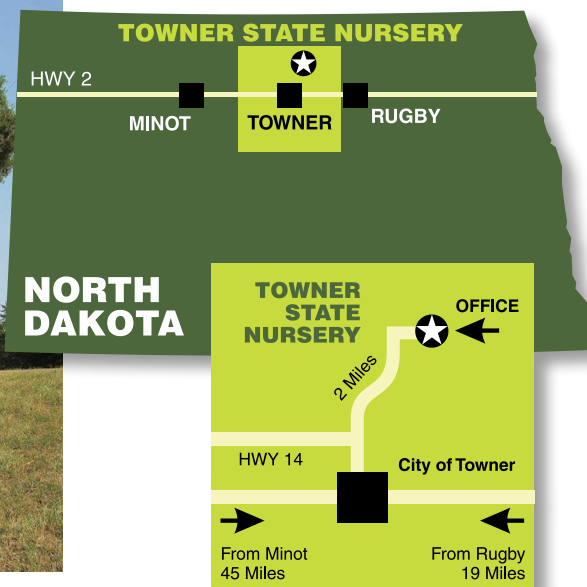 TOWNER STATE NURSERY
HWY 2
MINOT
TOWNER
RUGBY
NORTH
DAKOTA
TOWNER
STATE
NURSERY
OFFICE
2 Miles
HWY 14
City of Towner
From Minot
45 Miles
From Rugby
19 Miles